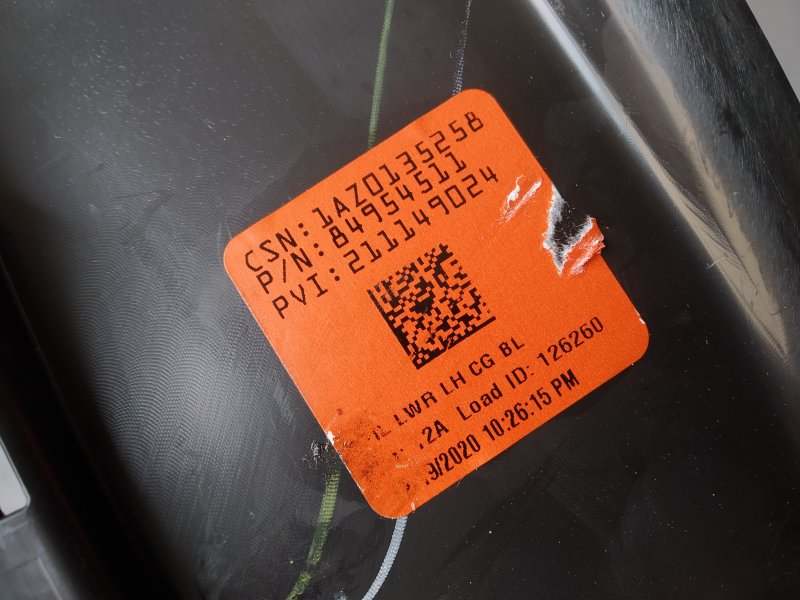 CSN:1AZ0135258
P/N:84954511
PVI:211149024
LWR LH CG BL
Load ID: 126260
10:26:15 PM